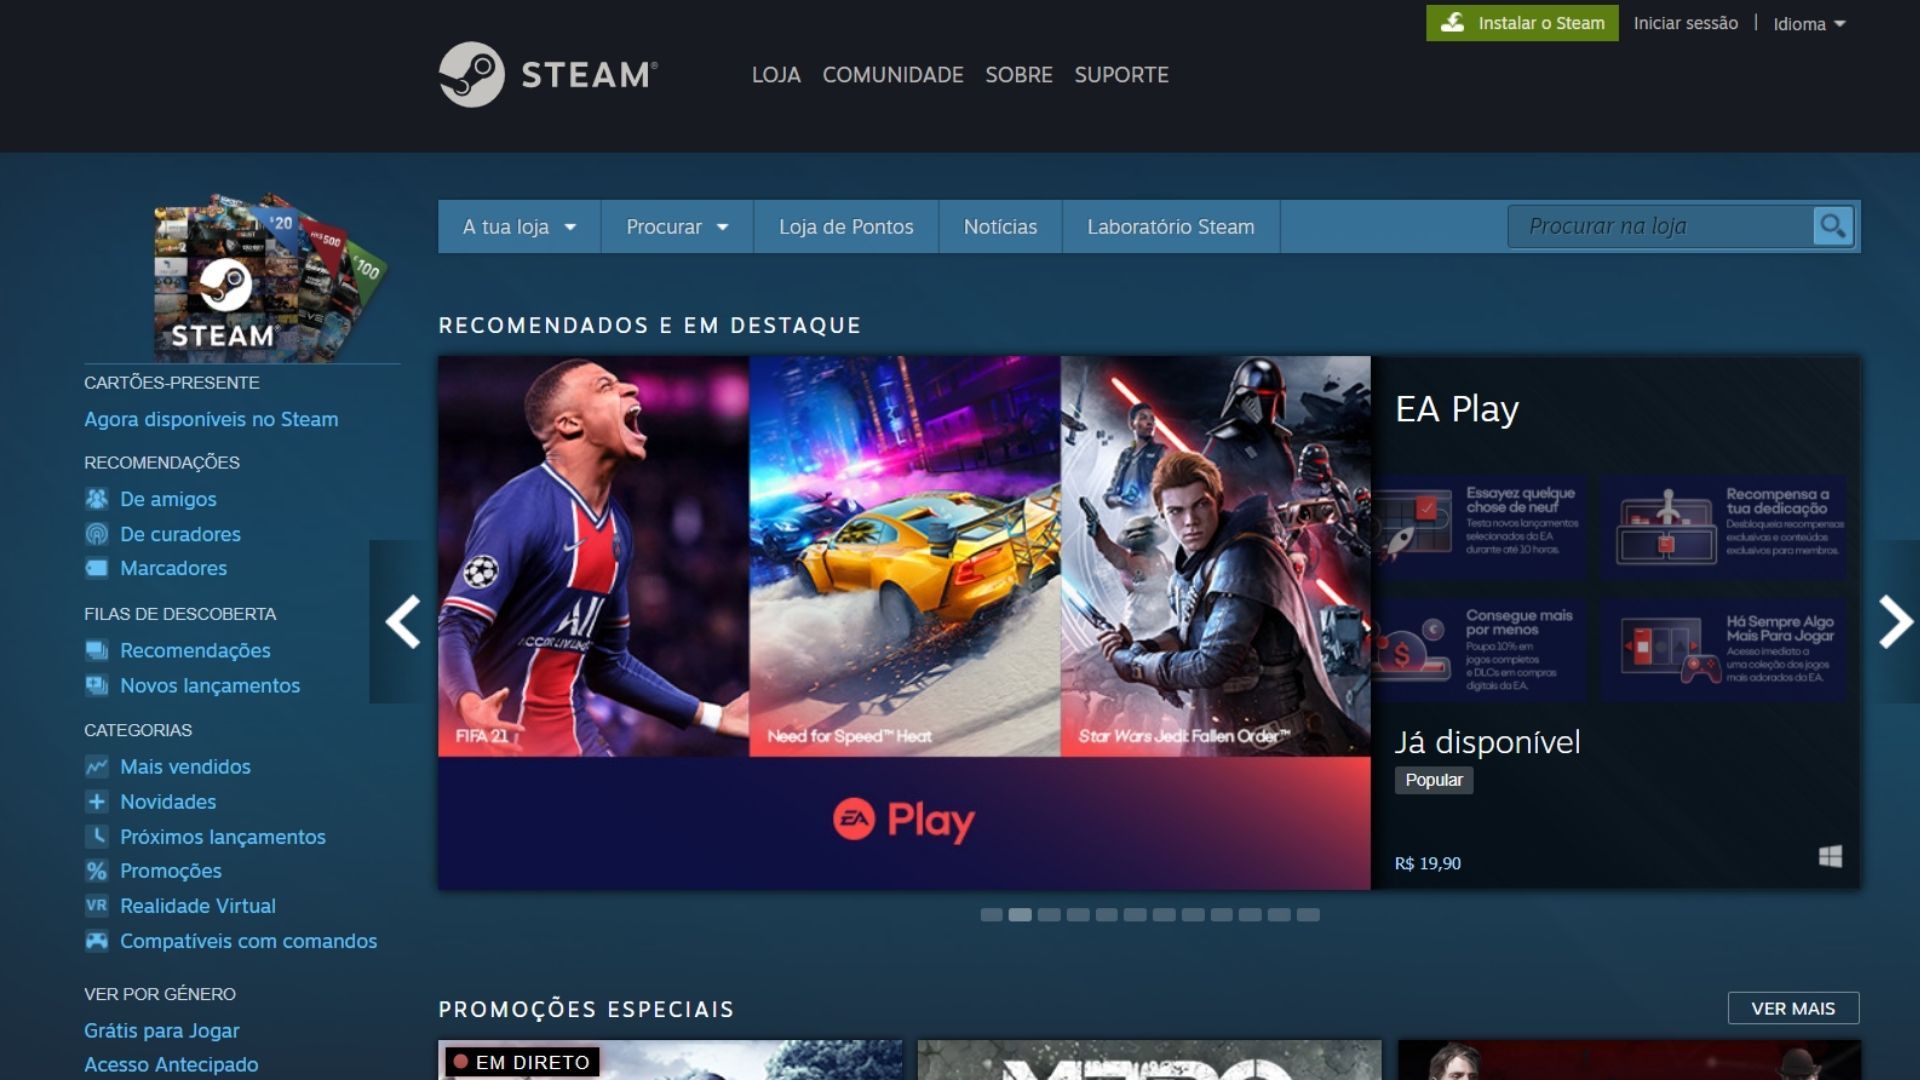 Instalar o Steam
Iniciar sessão
Idioma
STEAM
LOJA COMUNIDADE SOBRE SUPORTE
$20
HK$500
100
STEAM
CARTÕES-PRESENTE
Agora disponíveis no Steam
RECOMENDAÇÕES
De amigos
De curadores
Marcadores
FILAS DE DESCOBERTA
Recomendações
Novos lançamentos
CATEGORIAS
Mais vendidos
Novidades
Próximos lançamentos
Promoções
VR Realidade Virtual
Compatíveis com comandos
VER POR GÉNERO
Grátis para Jogar
Acesso Antecipado
A tua loja
Procurar
Loja de Pontos
Notícias
Laboratório Steam
Procurar na loja
RECOMENDADOS E EM DESTAQUE
FIFA 21
Need for Speed™ Heat
Star Wars Jedi: Fallen Order™
EA Play
EA Play
Essayez quelque
chose de neuf
Testa novos lançamentos
selecionados da EA
durante até 10 horas.
Recompensa a
tua dedicação
Desbloqueia recompensas
exclusivas e conteúdos
exclusivos para membros.
Consegue mais
por menos
Poupa 10% em
jogos completos
e DLCs em compras
digitais da EA.
Há Sempre Algo
Mais Para Jogar
Acesso imediato a
uma coleção dos jogos
mais adorados da EA.
Já disponível
Popular
R$ 19,90
PROMOÇÕES ESPECIAIS
VER MAIS
EM DIRETO
METRO